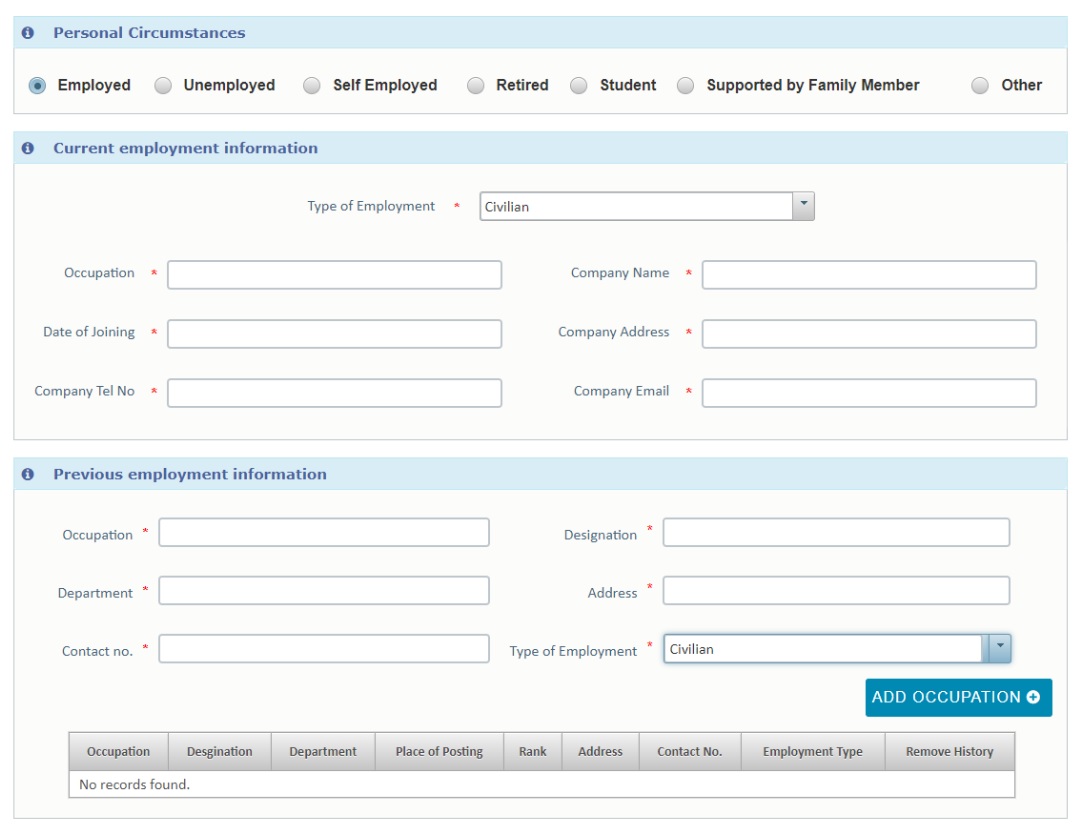 Personal Circumstances
Employed Unemployed Self Employed Retired Student Supported by Family Member Other
Current employment information
Type of Employment * Civilian
Occupation * Company Name *
Date of Joining * Company Address *
Company Tel No * Company Email *
Previous employment information
Occupation * Designation *
Department * Address *
Contact no. * Type of Employment * Civilian
ADD OCCUPATION
Occupation Desgination Department Place of Posting Rank Address Contact No. Employment Type Remove History
No records found.